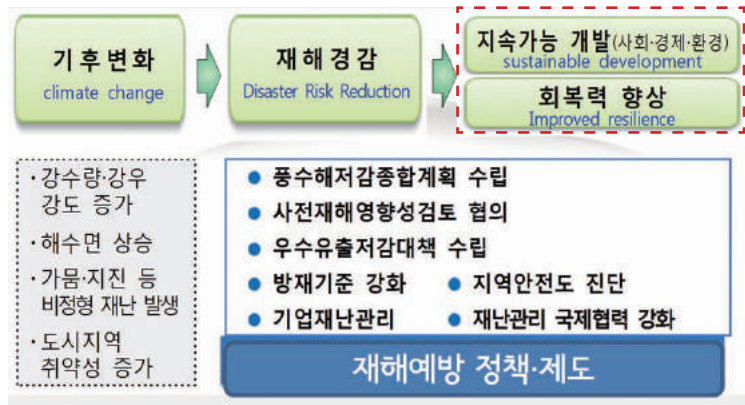 기후변화
climate change
재해경감
Disaster Risk Reduction
지속가능 개발(사회·경제·환경)
sustainable development
회복력 향상
Improved resilience
·강수량·강우
강도 증가
·해수면 상승
·가뭄·지진 등
비정형 재난 발생
·도시지역
취약성 증가
● 풍수해저감종합계획 수립
● 사전재해영향성검토 협의
● 우수유출저감대책 수립
● 방재기준 강화 ● 지역안전도 진단
● 기업재난관리 ● 재난관리 국제협력 강화
재해예방 정책·제도